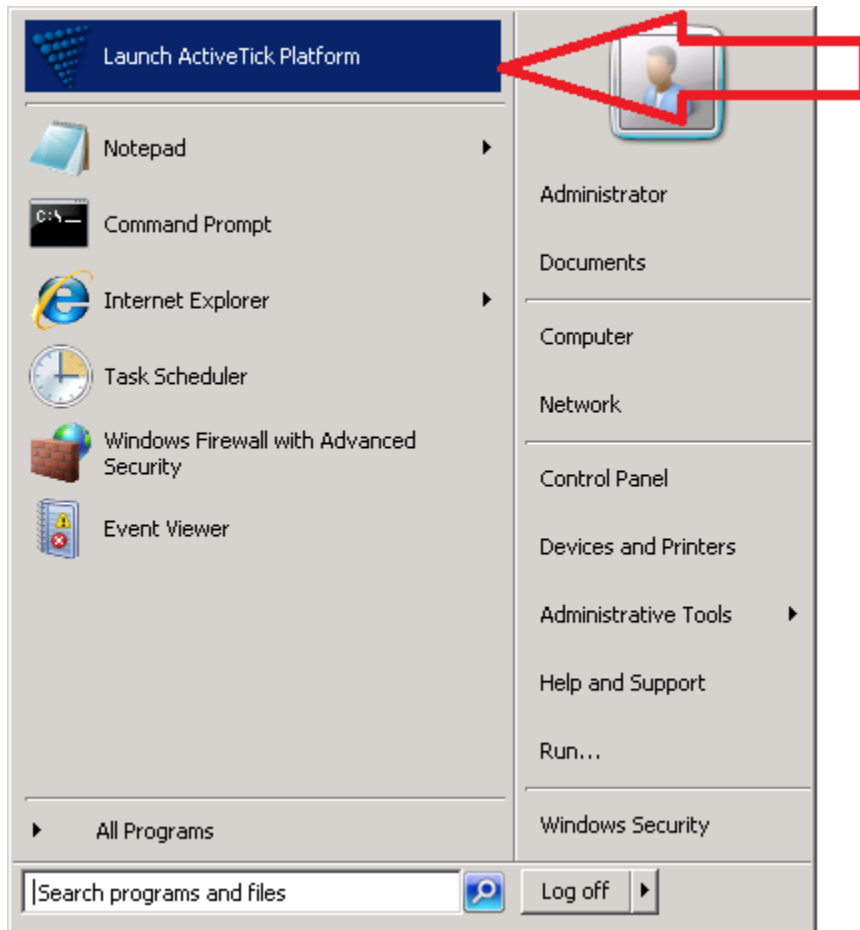 Launch ActiveTick Platform
Notepad
C:\_
Command Prompt
Internet Explorer
Task Scheduler
Windows Firewall with Advanced
Security
Event Viewer
All Programs
Search programs and files
Administrator
Documents
Computer
Network
Control Panel
Devices and Printers
Administrative Tools
Help and Support
Run...
Windows Security
Log off